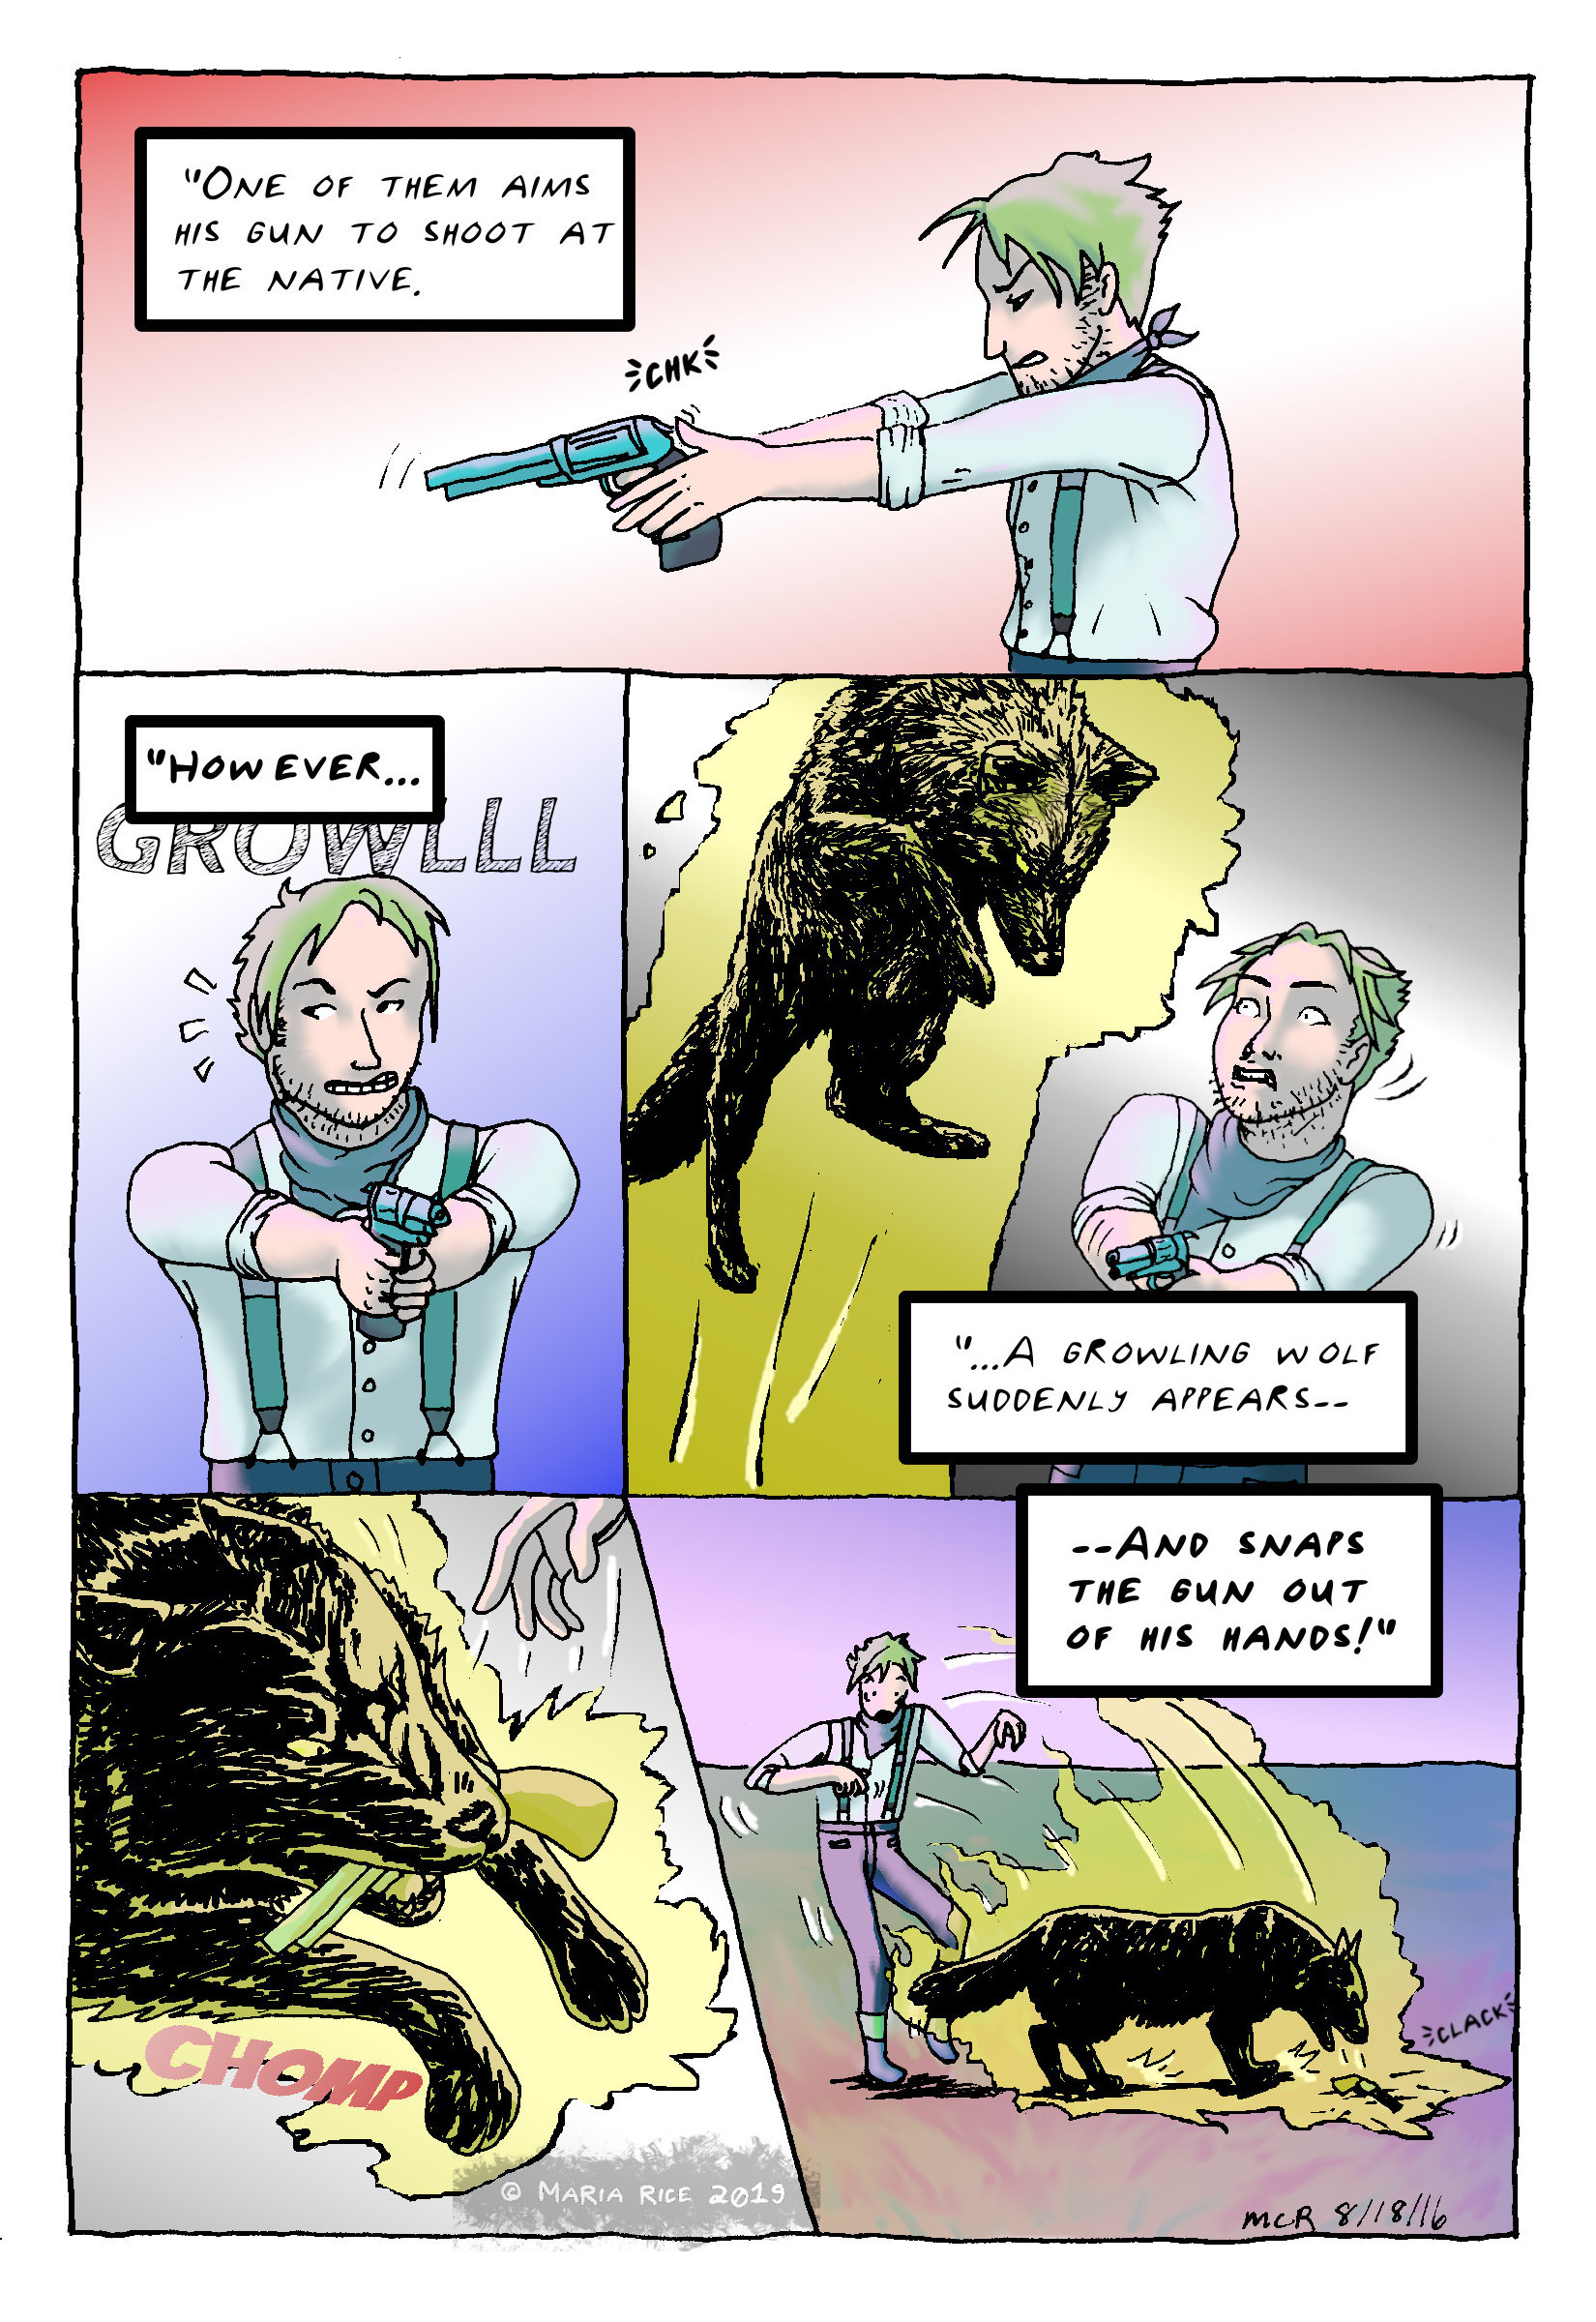 "ONE OF THEM AIMS
HIS GUN TO SHOOT AT
THE NATIVE.
CHK
"HOWEVER...
GROWLLL
"...A GROWLING WOLF
SUDDENLY APPEARS--
--AND SNAPS
THE GUN OUT
OF HIS HANDS!"
CHOMP
CLACK
© MARIA RICE 2019
MCR 8/18/16